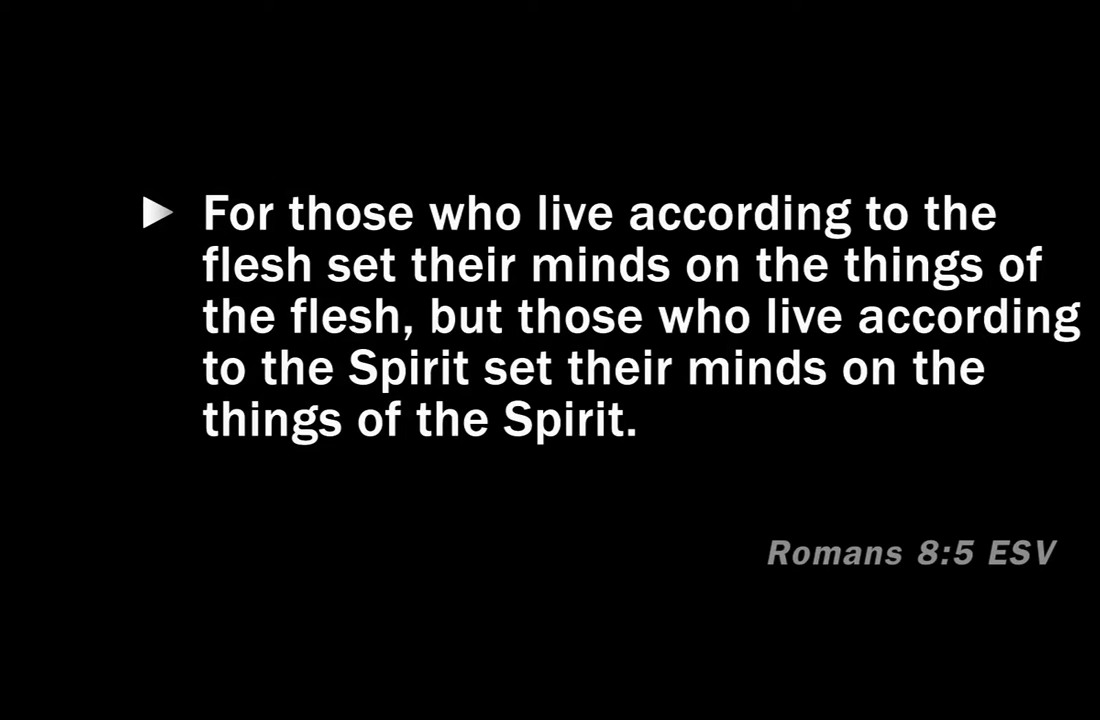 For those who live according to the
flesh set their minds on the things of
the flesh, but those who live according
to the Spirit set their minds on the
things of the Spirit.
Romans 8:5 ESV